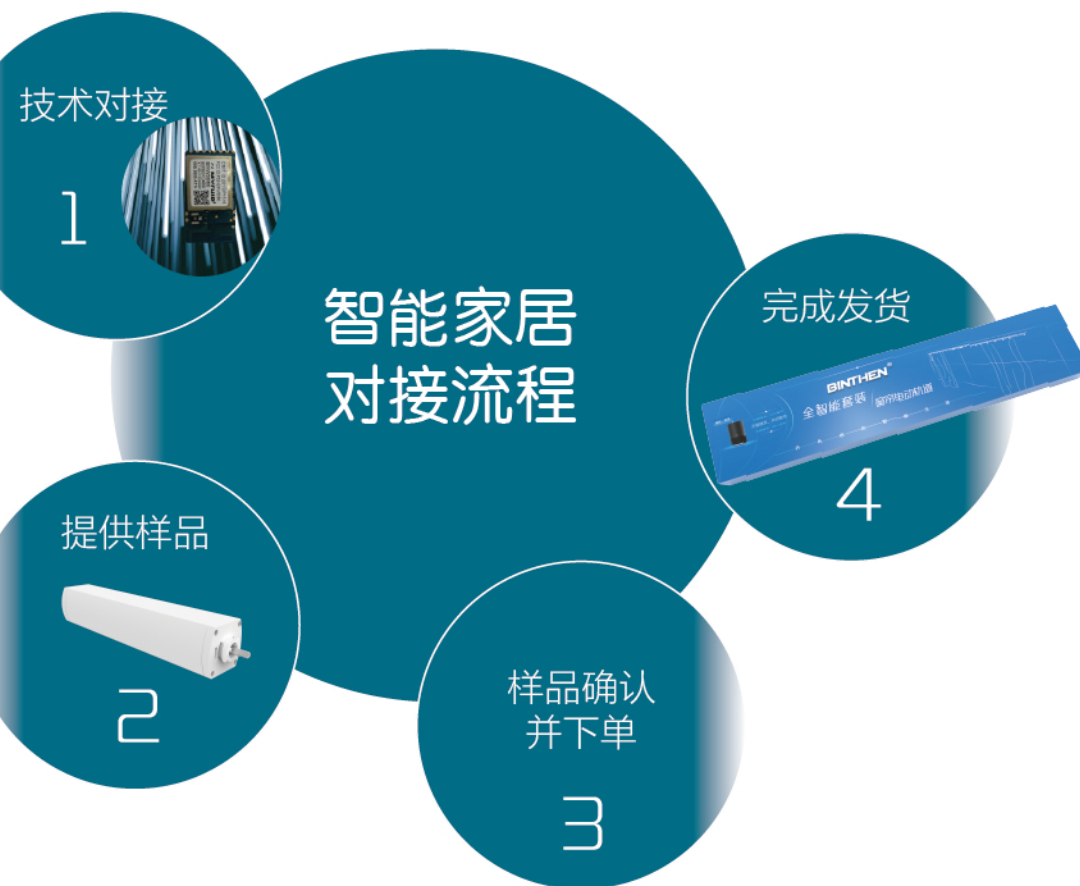 智能家居
对接流程
技术对接
1
提供样品
2
样品确认
并下单
3
完成发货
BINTHEN
全智能套装
4